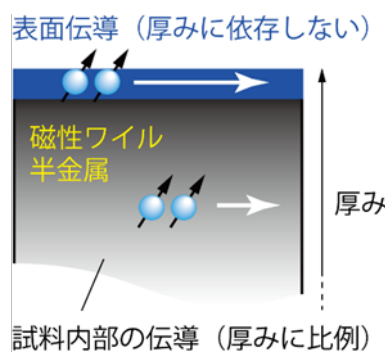 表面伝導（厚みに依存しない）
磁性ワイル
半金属
厚み
試料内部の伝導（厚みに比例）